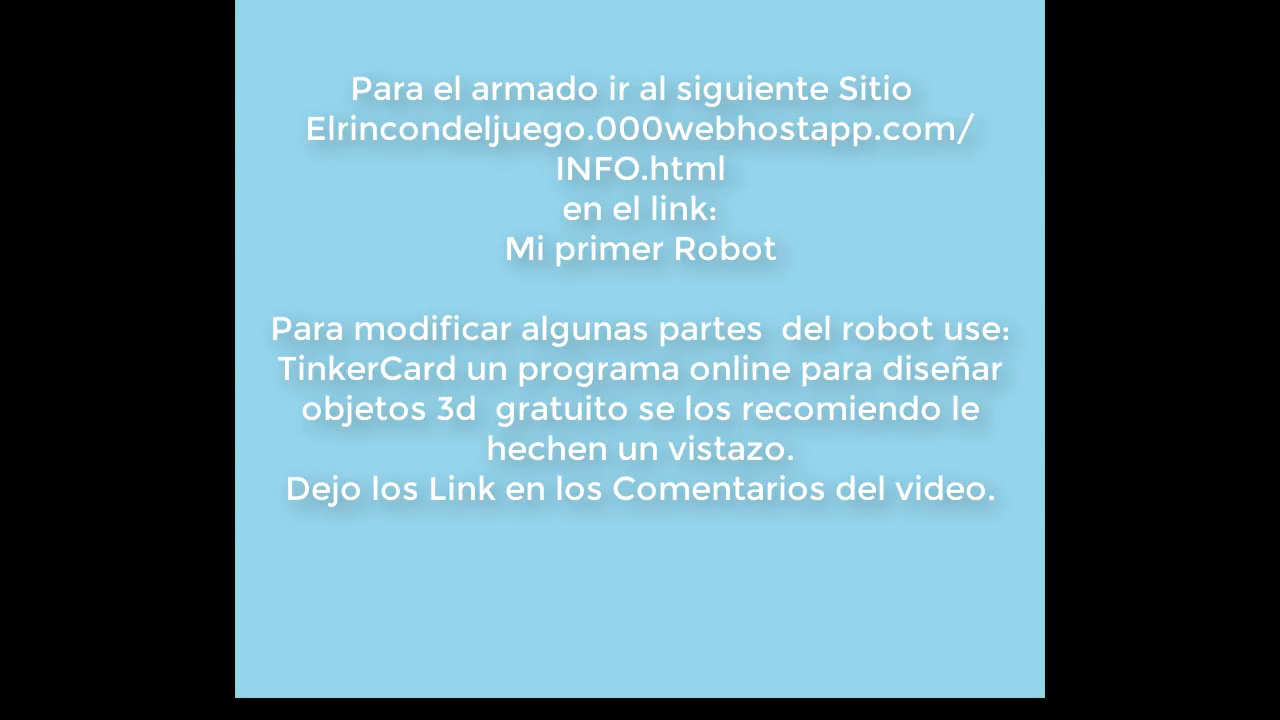 Para el armado ir al siguiente Sitio
Elrincondeljuego.000webhostapp.com/
INFO.html
en el link:
Mi primer Robot
Para modificar algunas partes  del robot use:
TinkerCard un programa online para diseñar
objetos 3d  gratuito se los recomiendo le
hechen un vistazo.
Dejo los Link en los Comentarios del video.